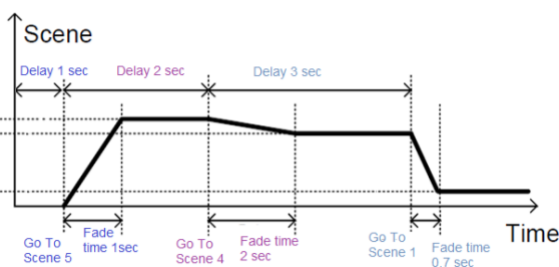 Scene
Delay 1 sec
Delay 2 sec
Delay 3 sec
Time
Go To
Scene 5
Fade
time 1sec
Go To
Scene 4
Fade time
2 sec
Go To
Scene 1
Fade time
0.7 sec